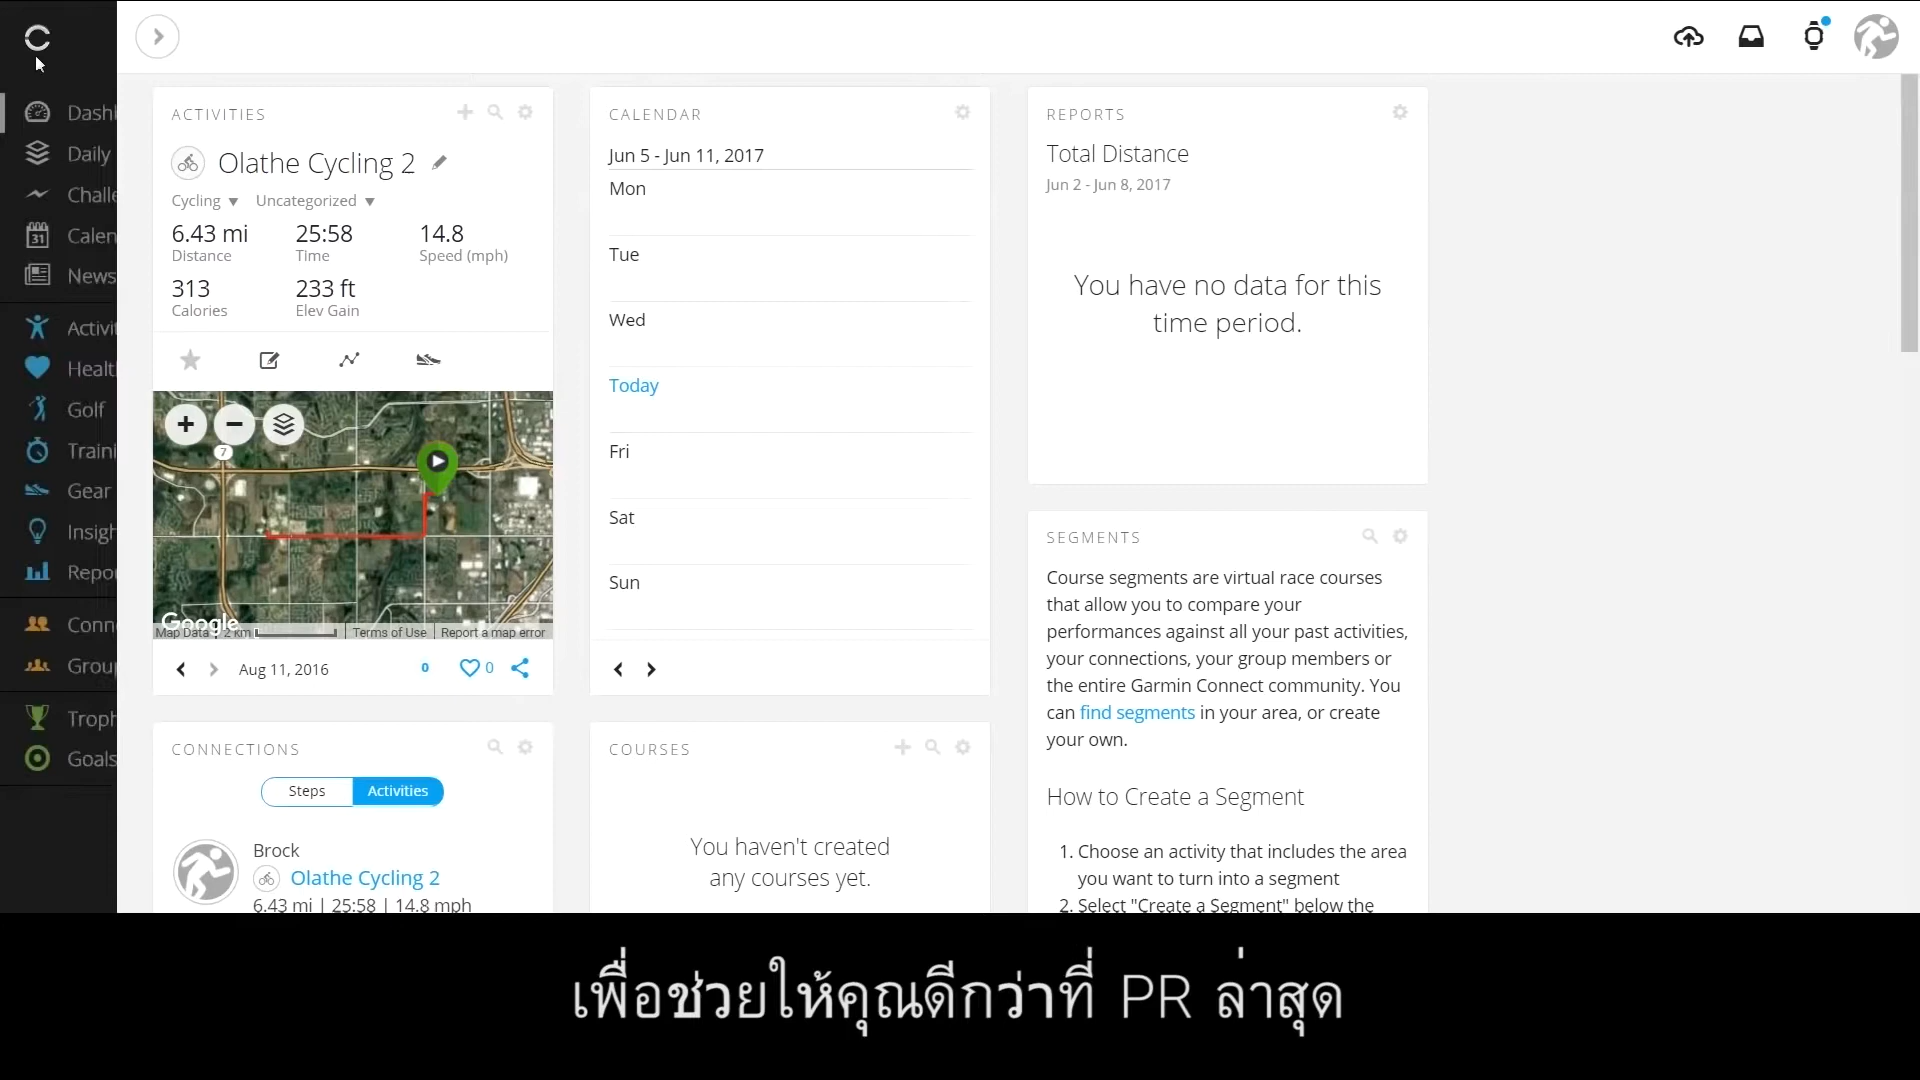 Dash
Daily
Challe
Calen
News
Activit
Health
Golf
Traini
Gear
Insigh
Repo
Conn
Group
Troph
Goals
ACTIVITIES
Olathe Cycling 2
Cycling ▼ Uncategorized ▼
6.43 mi 25:58 14.8
Distance Time Speed (mph)
313 233 ft
Calories Elev Gain
7
Google
Map Data 2 km Terms of Use Report a map error
Aug 11, 2016 0 0
CONNECTIONS
Steps Activities
Brock
Olathe Cycling 2
6.43 mi | 25:58 | 14.8 mph
CALENDAR
Jun 5 - Jun 11, 2017
Mon
Tue
Wed
Today
Fri
Sat
Sun
COURSES
You haven't created
any courses yet.
REPORTS
Total Distance
Jun 2 - Jun 8, 2017
You have no data for this
time period.
SEGMENTS
Course segments are virtual race courses
that allow you to compare your
performances against all your past activities,
your connections, your group members or
the entire Garmin Connect community. You
can find segments in your area, or create
your own.
How to Create a Segment
1. Choose an activity that includes the area
you want to turn into a segment
2. Select "Create a Segment" below the
เพื่อช่วยให้คุณดีกว่าที่ PR ล่าสุด